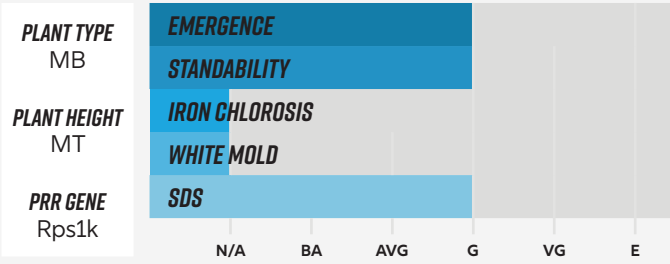 PLANT TYPE
MB
PLANT HEIGHT
MT
PRR GENE
Rps1k
EMERGENCE
STANDABILITY
IRON CHLOROSIS
WHITE MOLD
SDS
N/A BA AVG G VG E